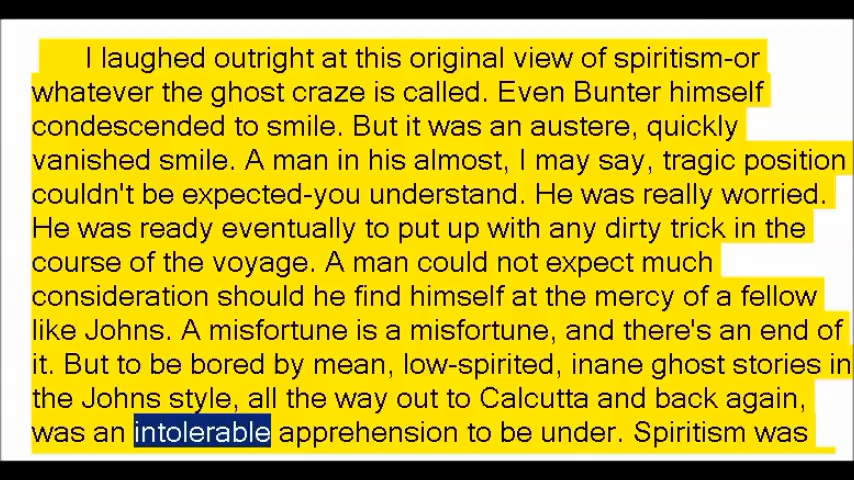 I laughed outright at this original view of spiritism-or
whatever the ghost craze is called. Even Bunter himself
condescended to smile. But it was an austere, quickly
vanished smile. A man in his almost, I may say, tragic position
couldn't be expected-you understand. He was really worried.
He was ready eventually to put up with any dirty trick in the
course of the voyage. A man could not expect much
consideration should he find himself at the mercy of a fellow
like Johns. A misfortune is a misfortune, and there's an end of
it. But to be bored by mean, low-spirited, inane ghost stories in
the Johns style, all the way out to Calcutta and back again,
was an intolerable apprehension to be under. Spiritism was